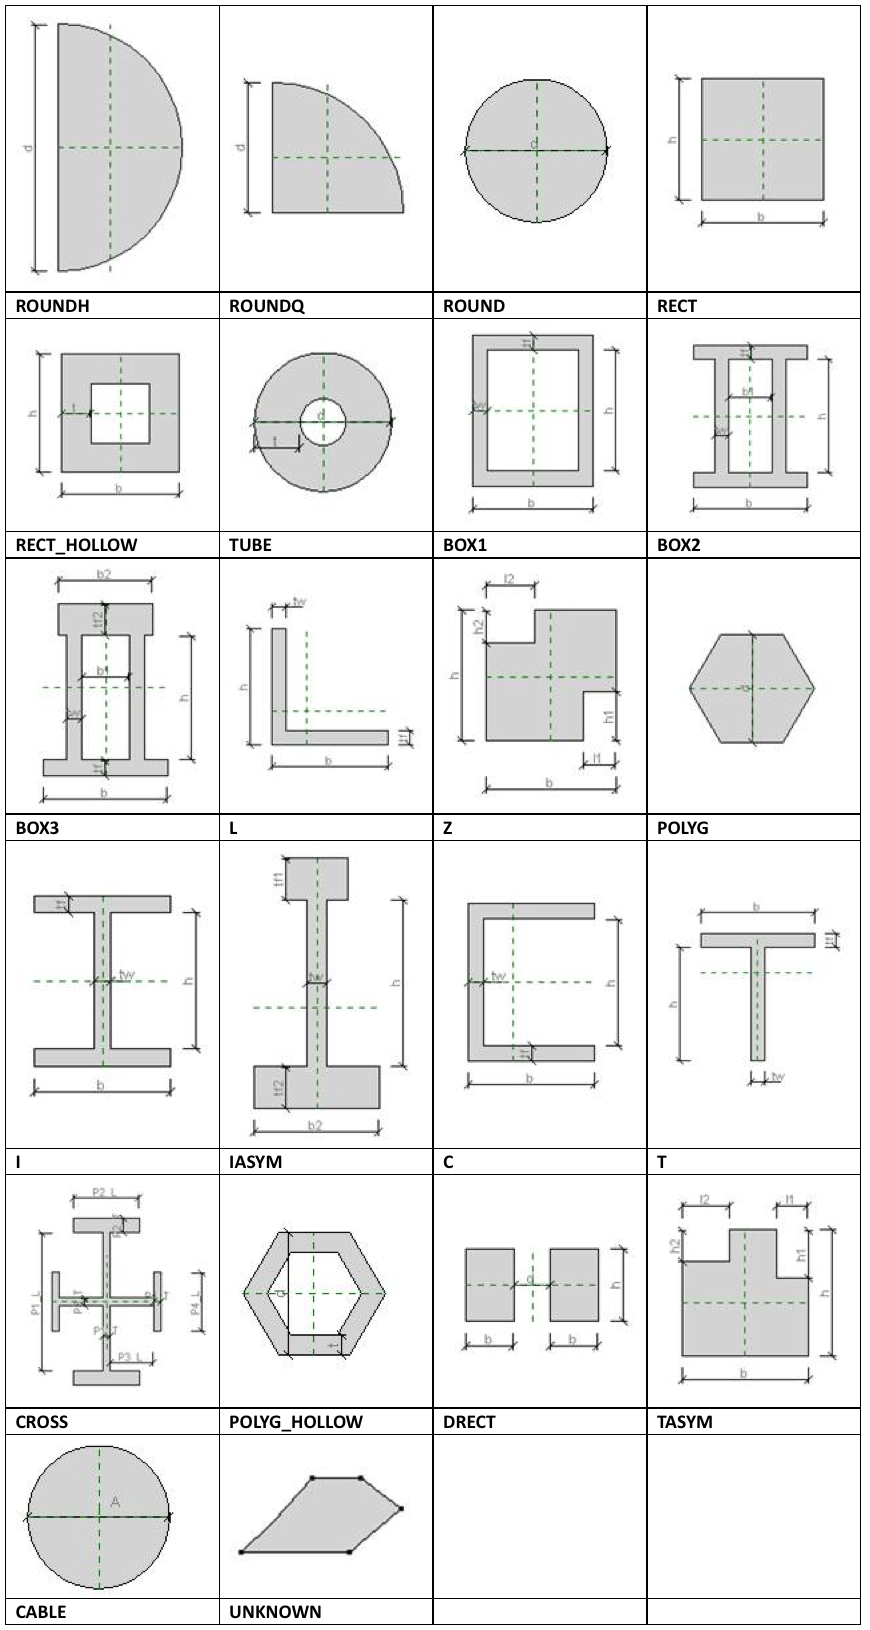 d
d
d
h
b
ROUNDH
ROUNDQ
ROUND
RECT
h
t
b
d
t
tf
tw
h
b
tf
b1
tw
h
b
RECT_HOLLOW
TUBE
BOX1
BOX2
b2
tf2
b1
h
tw
tf
b
tw
h
tf
b
l2
h2
h
h1
l1
b
d
BOX3
L
Z
POLYG
tf
tw
h
b
tf1
tw
h
tf2
b2
tw
h
tf
b
b
tf
h
tw
I
IASYM
C
T
P2_L
P1_L
P4_L
P3_L
d
t
a
h
b
b
l2
l1
h2
h1
h
b
CROSS
POLYG_HOLLOW
DRECT
TASYM
A
CABLE
UNKNOWN